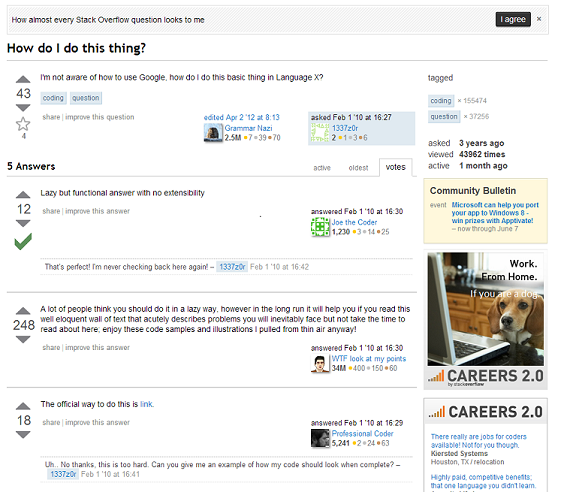 How almost every Stack Overflow question looks to me
I agree ×
How do I do this thing?
43
I'm not aware of how to use Google, how do I do this basic thing in Language X?
coding question
4
share | improve this question
edited Apr 2 '12 at 8.13
Grammar Nazi
2.5M 7 39 70
asked Feb 1 '10 at 16:27
1337z0r
2 1 3 6
5 Answers
active oldest votes
12
Lazy but functional answer with no extensibility
share | improve this answer
answered Feb 1 '10 at 16:30
Joe the Coder
1,230 3 14 25
That's perfect! I'm never checking back here again! – 1337z0r Feb 1 '10 at 16:42
248
A lot of people think you should do it in a lazy way, however in the long run it will help you if you read this
well eloquent wall of text that acutely describes problems you will inevitably face but not take the time to
read about here; enjoy these code samples and illustrations I pulled from thin air anyway!
share | improve this answer
answered Feb 1 '10 at 16:30
WTF look at my points
34M 400 150 60
18
The official way to do this is link.
share | improve this answer
answered Feb 1 '10 at 16:29
Professional Coder
5,241 2 24 63
Uh.. No thanks, this is too hard. Can you give me an example of how my code should look when complete? –
1337z0r Feb 1 '10 at 16:41
tagged
coding × 155474
question × 37256
asked 3 years ago
viewed 43962 times
active 1 month ago
Community Bulletin
event Microsoft can help you port
your app to Windows 8 -
win prizes with Apptivate!
– now through June 7
Work.
From Home.
If you are a dog.
CAREERS 2.0
by stackoverflow
CAREERS 2.0
There really are jobs for coders
available! Not for you though.
Kiersted Systems
Houston, TX / relocation
Highly paid, competitive benefits;
that one language you didn't learn.